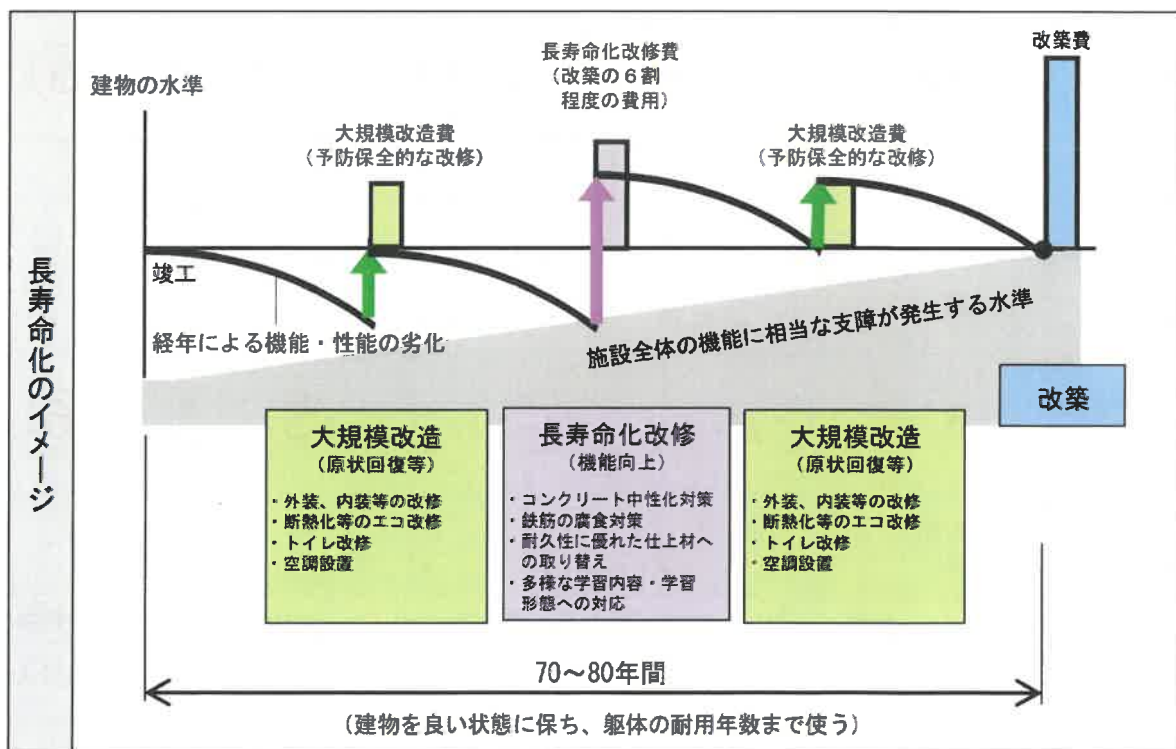 長寿命化のイメージ
建物の水準
大規模改造費
(予防保全的な改修)
長寿命化改修費
(改築の6割
程度の費用)
大規模改造費
(予防保全的な改修)
改築費
竣工
経年による機能・性能の劣化
施設全体の機能に相当な支障が発生する水準
改築
大規模改造
(原状回復等)
・外装、内装等の改修
・断熱化等のエコ改修
・トイレ改修
・空調設置
長寿命化改修
(機能向上)
・コンクリート中性化対策
・鉄筋の腐食対策
・耐久性に優れた仕上材へ
の取り替え
・多様な学習内容・学習
形態への対応
大規模改造
(原状回復等)
・外装、内装等の改修
・断熱化等のエコ改修
・トイレ改修
・空調設置
70～80年間
(建物を良い状態に保ち、躯体の耐用年数まで使う)